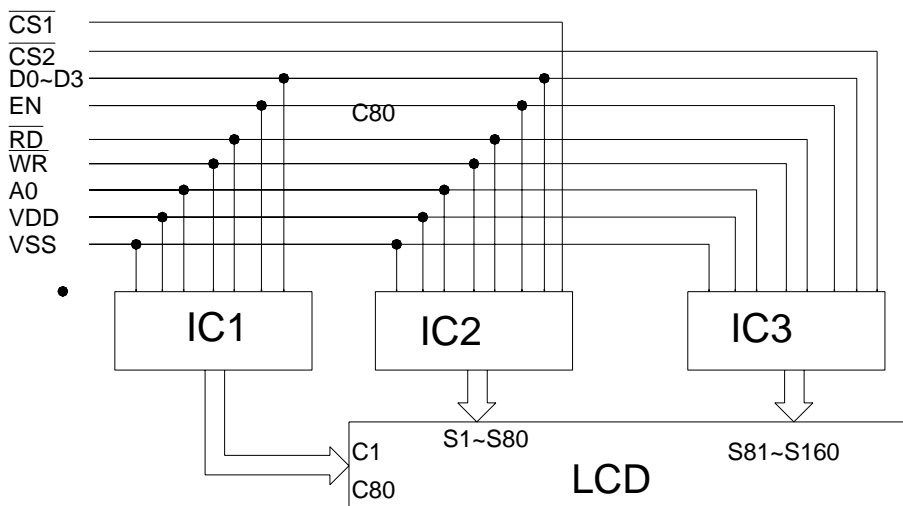 CS1
CS2
D0~D3
EN
C80
RD
WR
A0
VDD
VSS
IC1
IC2
IC3
S1~S80
S81~S160
C1
C80
LCD